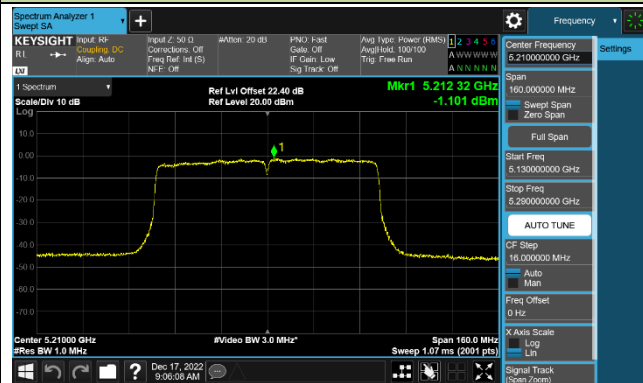 Spectrum Analyzer 1
Swept SA
Frequency
KEYSIGHT
RL
LXI
Input: RF
Coupling: DC
Align: Auto
Input Z: 50 Ω
Corrections: Off
Freq Ref: Int (S)
NFE: Off
#Atten: 20 dB
PNO: Fast
Gate: Off
IF Gain: Low
Sig Track: Off
Avg Type: Power (RMS)
Avg|Hold: 100/100
Trig: Free Run
1 2 3 4 5 6
A W W W W W
A N N N N N
1 Spectrum
Scale/Div 10 dB
Log
Ref Lvl Offset 22.40 dB
Ref Level 20.00 dBm
Mkr1 5.212 32 GHz
-1.101 dBm
10.0
0.00
-10.0
-20.0
-30.0
-40.0
-50.0
-60.0
-70.0
1
Center 5.21000 GHz
#Res BW 1.0 MHz
#Video BW 3.0 MHz*
Span 160.0 MHz
Sweep 1.07 ms (2001 pts)
Dec 17, 2022
9:06:08 AM
Center Frequency
5.210000000 GHz
Span
160.000000 MHz
Swept Span
Zero Span
Full Span
Start Freq
5.130000000 GHz
Stop Freq
5.290000000 GHz
AUTO TUNE
CF Step
16.000000 MHz
Auto
Man
Freq Offset
0 Hz
X Axis Scale
Log
Lin
Signal Track
(Span Zoom)
Settings